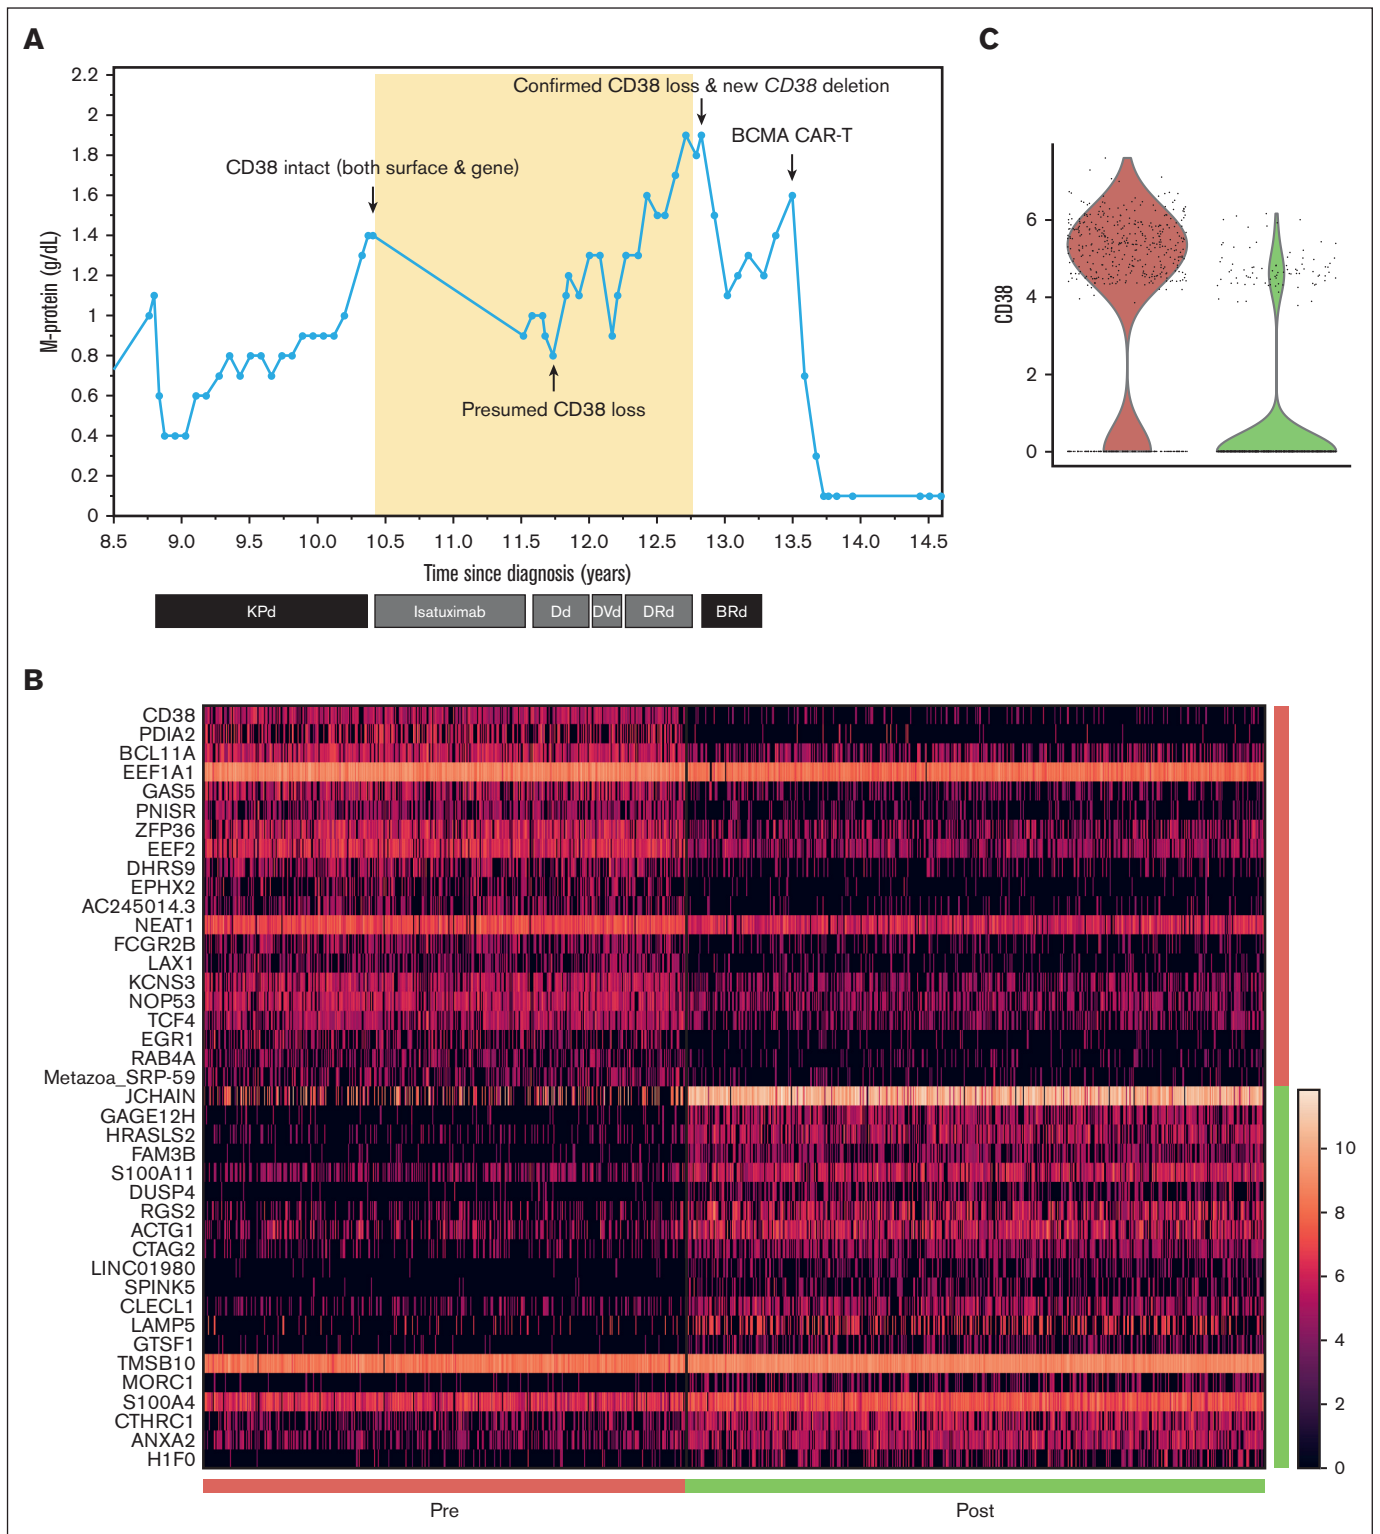 A
2.2
2
1.8
1.6
1.4
1.2
1
0.8
0.6
0.4
0.2
0
M-protein (g/dL)
Confirmed CD38 loss & new CD38 deletion
BCMA CAR-T
CD38 intact (both surface & gene)
Presumed CD38 loss
8.5 9.0 9.5 10.0 10.5 11.0 11.5 12.0 12.5 13.0 13.5 14.0 14.5
Time since diagnosis (years)
KPd Isatuximab Dd DVd DRd BRd
C
6
4
2
0
CD38
B
CD38
PDIA2
BCL11A
EEF1A1
GAS5
PNISR
ZFP36
EEF2
DHRS9
EPHX2
AC245014.3
NEAT1
FCGR2B
LAX1
KCNS3
NOP53
TCF4
EGR1
RAB4A
Metazoa_SRP-59
JCHAIN
GAGE12H
HRASLS2
FAM3B
S100A11
DUSP4
RGS2
ACTG1
CTAG2
LINC01980
SPINK5
CLECL1
LAMP5
GTSF1
TMSB10
MORC1
S100A4
CTHRC1
ANXA2
H1F0
Pre Post
10
8
6
4
2
0